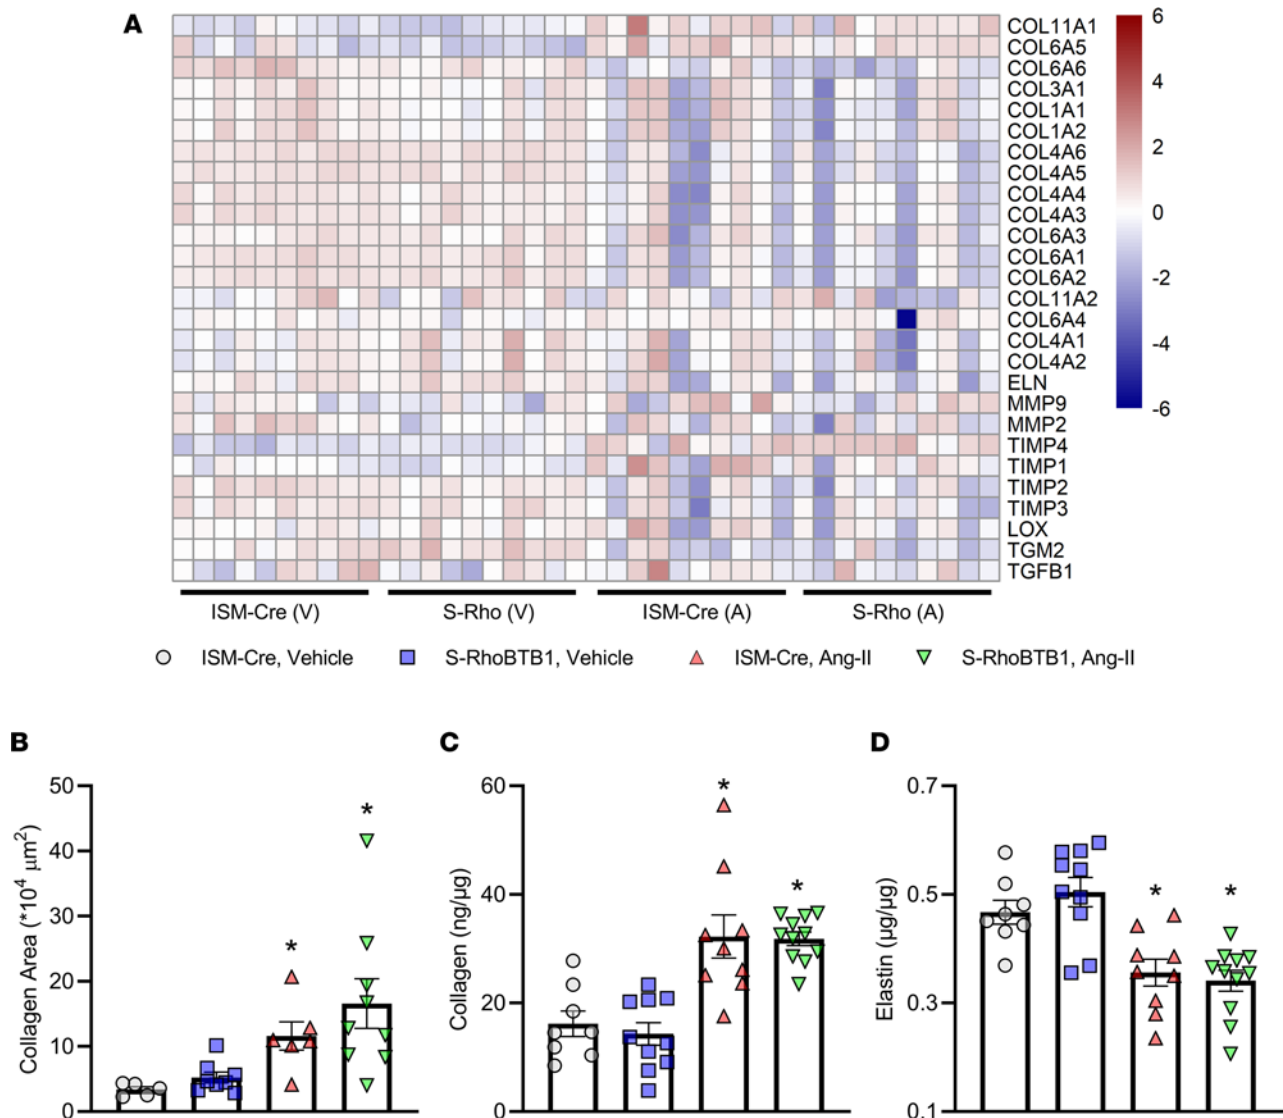 A
COL11A1
COL6A5
COL6A6
COL3A1
COL1A1
COL1A2
COL4A6
COL4A5
COL4A4
COL4A3
COL6A3
COL6A1
COL6A2
COL11A2
COL6A4
COL4A1
COL4A2
ELN
MMP9
MMP2
TIMP4
TIMP1
TIMP2
TIMP3
LOX
TGM2
TGFB1
6
4
2
0
-2
-4
-6
ISM-Cre (V) S-Rho (V) ISM-Cre (A) S-Rho (A)
ISM-Cre, Vehicle S-RhoBTB1, Vehicle ISM-Cre, Ang-II S-RhoBTB1, Ang-II
B
Collagen Area (*10⁴ µm²)
50
40
30
20
10
0
*
*
C
Collagen (ng/µg)
60
40
20
0
*
*
D
Elastin (µg/µg)
0.7
0.5
0.3
0.1
*
*